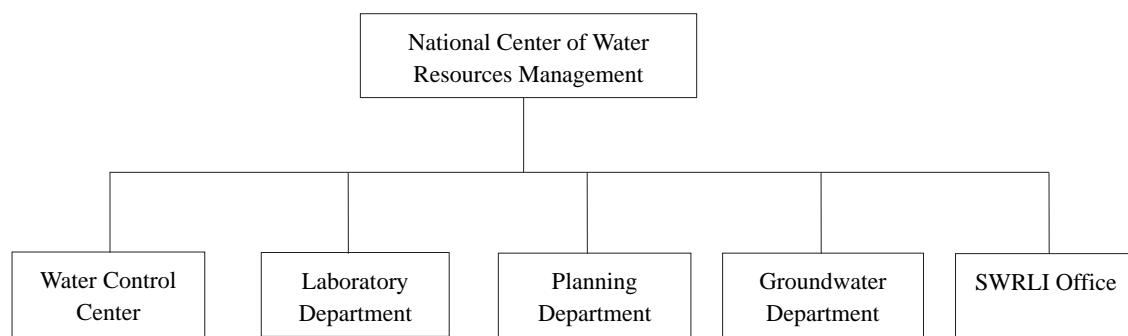 National Center of Water
Resources Management
Water Control
Center
Laboratory
Department
Planning
Department
Groundwater
Department
SWRLI Office